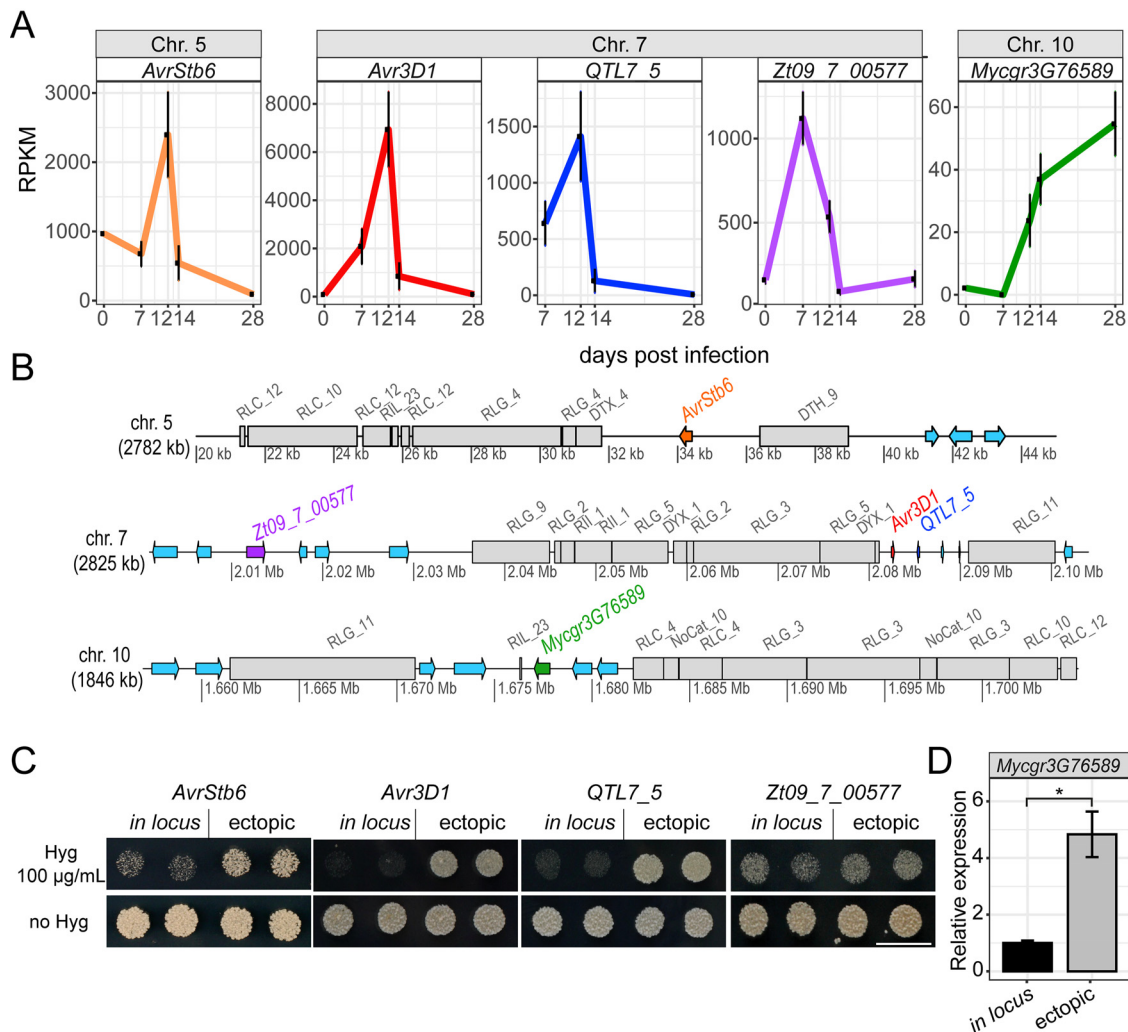 A
Chr. 5
Chr. 7
Chr. 10
AvrStb6
Avr3D1
QTL7_5
Zt09_7_00577
Mycgr3G76589
RPKM
3000
2000
1000
0
8000
6000
4000
2000
0
1500
1000
500
0
1000
500
0
60
40
20
0
0 7 1214 28
0 7 1214 28
7 1214 28
0 7 1214 28
0 7 1214 28
days post infection
B
RLC_12 RLC_10 RLC_12 RIL_23 RLC_12 RLG_4 RLG_4 DTX_4 AvrStb6 DTH_9
chr. 5
(2782 kb)
20 kb 22 kb 24 kb 26 kb 28 kb 30 kb 32 kb 34 kb 36 kb 38 kb 40 kb 42 kb 44 kb
Zt09_7_00577 RLG_9 RLG_2 RIL_1 RIL_1 RLG_5 DYX_1 RLG_2 RLG_3 RLG_5 DYX_1 Avr3D1 QTL7_5 RLG_11
chr. 7
(2825 kb)
2.01 Mb 2.02 Mb 2.03 Mb 2.04 Mb 2.05 Mb 2.06 Mb 2.07 Mb 2.08 Mb 2.09 Mb 2.10 Mb
RLG_11 RIL_23 Mycgr3G76589 RLC_4 NoCat_10 RLC_4 RLG_3 RLG_3 NoCat_10 RLG_3 RLC_10 RLC_12
chr. 10
(1846 kb)
1.660 Mb 1.665 Mb 1.670 Mb 1.675 Mb 1.680 Mb 1.685 Mb 1.690 Mb 1.695 Mb 1.700 Mb
C
AvrStb6 Avr3D1 QTL7_5 Zt09_7_00577
in locus ectopic in locus ectopic in locus ectopic in locus ectopic
Hyg
100 µg/mL
no Hyg
D
Mycgr3G76589
Relative expression
6
4
2
0
*
in locus
ectopic